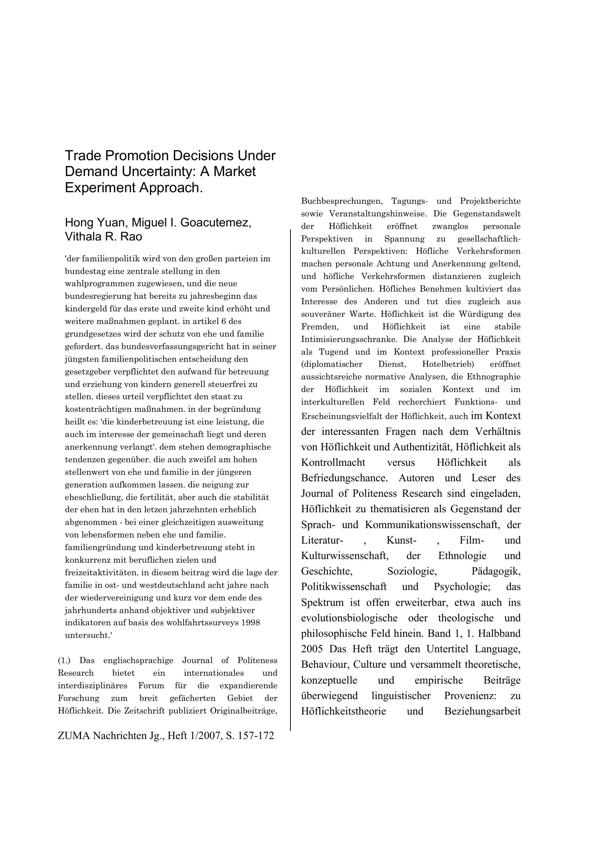 Trade Promotion Decisions Under
Demand Uncertainty: A Market
Experiment Approach.
Hong Yuan, Miguel I. Goacutemez,
Vithala R. Rao
'der familienpolitik wird von den großen parteien im
bundestag eine zentrale stellung in den
wahlprogrammen zugewiesen, und die neue
bundesregierung hat bereits zu jahresbeginn das
kindergeld für das erste und zweite kind erhöht und
weitere maßnahmen geplant. in artikel 6 des
grundgesetzes wird der schutz von ehe und familie
gefordert. das bundesverfassungsgericht hat in seiner
jüngsten familienpolitischen entscheidung den
gesetzgeber verpflichtet den aufwand für betreuung
und erziehung von kindern generell steuerfrei zu
stellen. dieses urteil verpflichtet den staat zu
kostenträchtigen maßnahmen. in der begründung
heißt es: 'die kinderbetreuung ist eine leistung, die
auch im interesse der gemeinschaft liegt und deren
anerkennung verlangt'. dem stehen demographische
tendenzen gegenüber. die auch zweifel am hohen
stellenwert von ehe und familie in der jüngeren
generation aufkommen lassen. die neigung zur
eheschließung, die fertilität, aber auch die stabilität
der ehen hat in den letzen jahrzehnten erheblich
abgenommen - bei einer gleichzeitigen ausweitung
von lebensformen neben ehe und familie.
familiengründung und kinderbetreuung steht in
konkurrenz mit beruflichen zielen und
freizeitaktivitäten. in diesem beitrag wird die lage der
familie in ost- und westdeutschland acht jahre nach
der wiedervereinigung und kurz vor dem ende des
jahrhunderts anhand objektiver und subjektiver
indikatoren auf basis des wohlfahrtssurveys 1998
untersucht.'
(1.) Das englischsprachige Journal of Politeness
Research bietet ein internationales und
interdisziplinäres Forum für die expandierende
Forschung zum breit gefächerten Gebiet der
Höflichkeit. Die Zeitschrift publiziert Originalbeiträge,
ZUMA Nachrichten Jg., Heft 1/2007, S. 157-172
Buchbesprechungen, Tagungs- und Projektberichte
sowie Veranstaltungshinweise. Die Gegenstandswelt
der Höflichkeit eröffnet zwanglos personale
Perspektiven in Spannung zu gesellschaftlich-
kulturellen Perspektiven: Höfliche Verkehrsformen
machen personale Achtung und Anerkennung geltend,
und höfliche Verkehrsformen distanzieren zugleich
vom Persönlichen. Höfliches Benehmen kultiviert das
Interesse des Anderen und tut dies zugleich aus
souveräner Warte. Höflichkeit ist die Würdigung des
Fremden, und Höflichkeit ist eine stabile
Intimisierungsschranke. Die Analyse der Höflichkeit
als Tugend und im Kontext professioneller Praxis
(diplomatischer Dienst, Hotelbetrieb) eröffnet
aussichtsreiche normative Analysen, die Ethnographie
der Höflichkeit im sozialen Kontext und im
interkulturellen Feld recherchiert Funktions- und
Erscheinungsvielfalt der Höflichkeit, auch im Kontext
der interessanten Fragen nach dem Verhältnis
von Höflichkeit und Authentizität, Höflichkeit als
Kontrollmacht versus Höflichkeit als
Befriedungschance. Autoren und Leser des
Journal of Politeness Research sind eingeladen,
Höflichkeit zu thematisieren als Gegenstand der
Sprach- und Kommunikationswissenschaft, der
Literatur- , Kunst- , Film- und
Kulturwissenschaft, der Ethnologie und
Geschichte, Soziologie, Pädagogik,
Politikwissenschaft und Psychologie; das
Spektrum ist offen erweiterbar, etwa auch ins
evolutionsbiologische oder theologische und
philosophische Feld hinein. Band 1, 1. Halbband
2005 Das Heft trägt den Untertitel Language,
Behaviour, Culture und versammelt theoretische,
konzeptuelle und empirische Beiträge
überwiegend linguistischer Provenienz: zu
Höflichkeitstheorie und Beziehungsarbeit